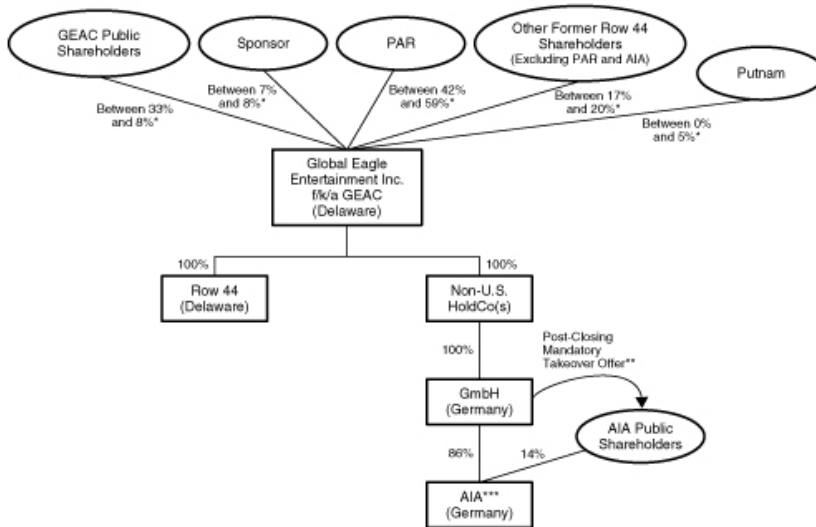 GEAC Public
Shareholders
Sponsor
PAR
Other Former Row 44
Shareholders
(Excluding PAR and AIA)
Putnam
Between 33%
and 8%*
Between 7%
and 8%*
Between 42%
and 59%*
Between 17%
and 20%*
Between 0%
and 5%*
Global Eagle
Entertainment Inc.
f/k/a GEAC
(Delaware)
100%
100%
Row 44
(Delaware)
Non-U.S.
HoldCo(s)
100%
Post-Closing
Mandatory
Takeover Offer**
GmbH
(Germany)
AIA Public
Shareholders
86%
14%
AIA***
(Germany)